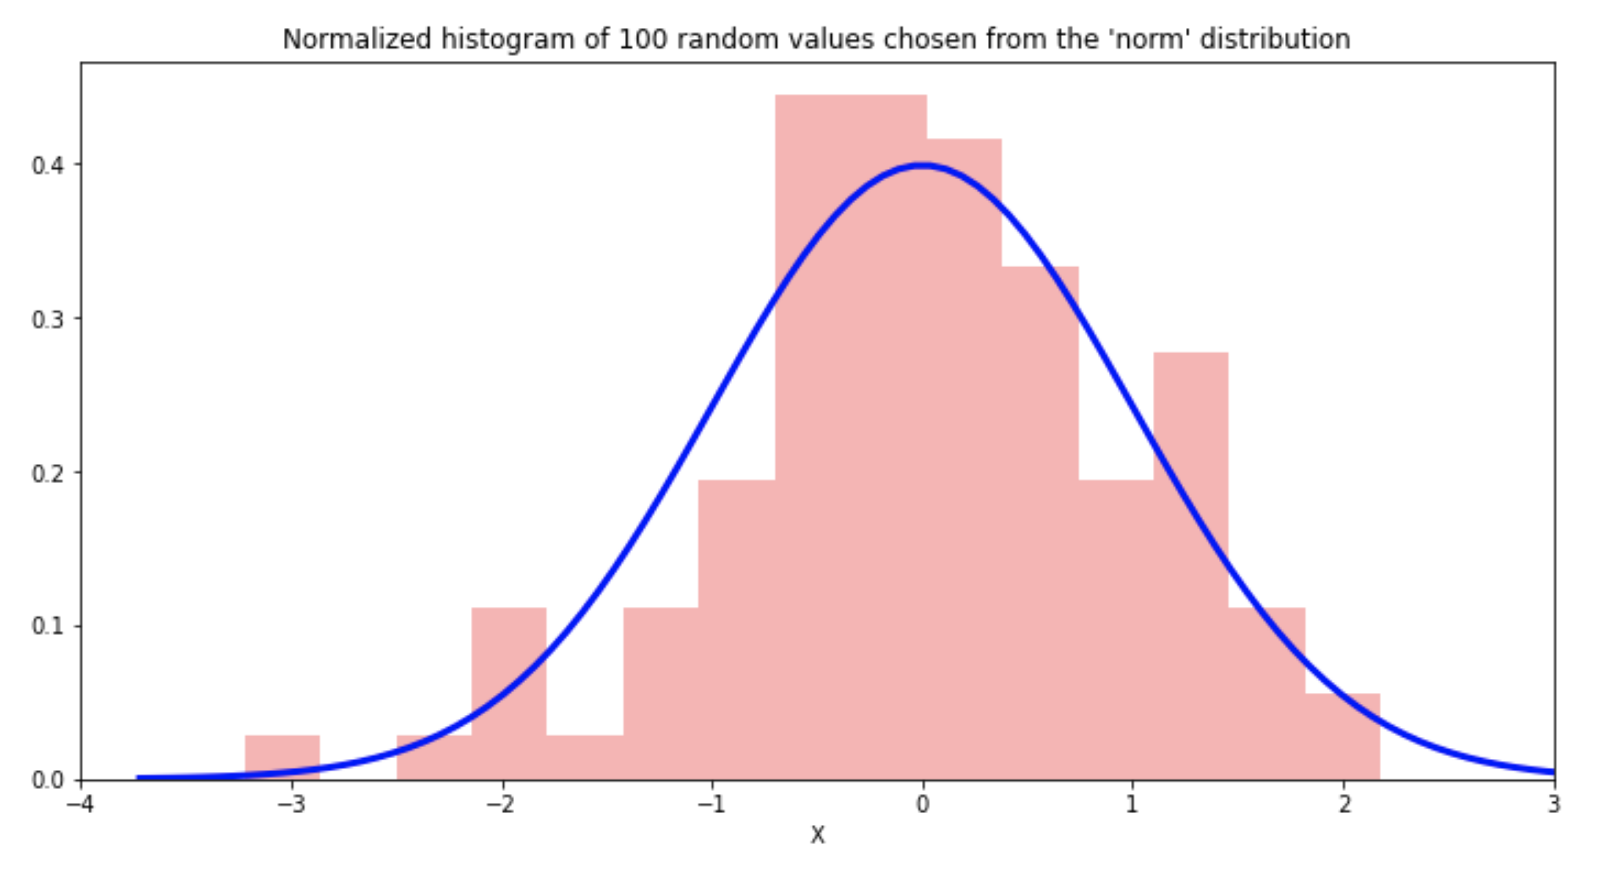 Normalized histogram of 100 random values chosen from the 'norm' distribution
0.4
0.3
0.2
0.1
0.0
−4 −3 −2 −1 0 1 2 3
X